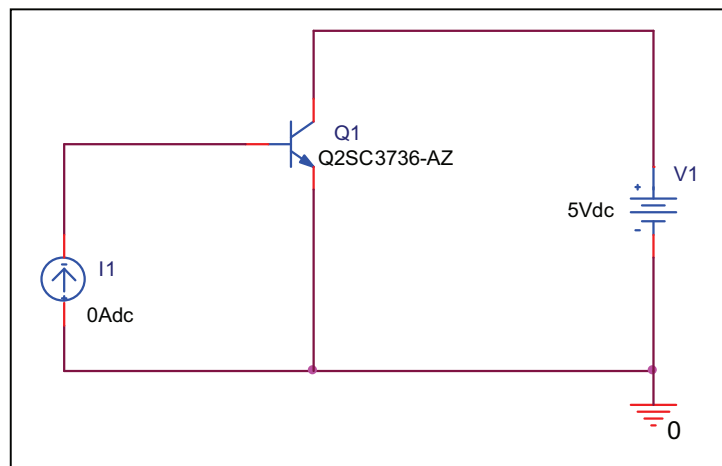 Q1
Q2SC3736-AZ
V1
+
5Vdc
-
I1
-
+
0Adc
0